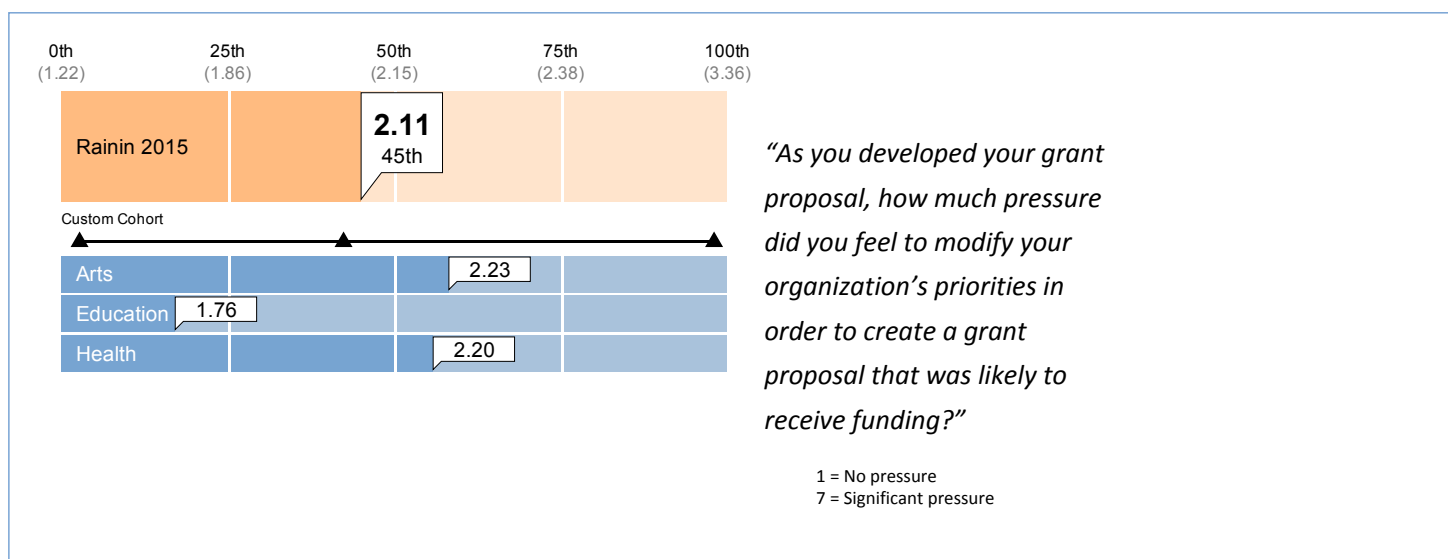 0th 25th 50th 75th 100th
(1.22) (1.86) (2.15) (2.38) (3.36)
Rainin 2015
2.11
45th
Custom Cohort
Arts 2.23
Education 1.76
Health 2.20
“As you developed your grant
proposal, how much pressure
did you feel to modify your
organization’s priorities in
order to create a grant
proposal that was likely to
receive funding?”
1 = No pressure
7 = Significant pressure